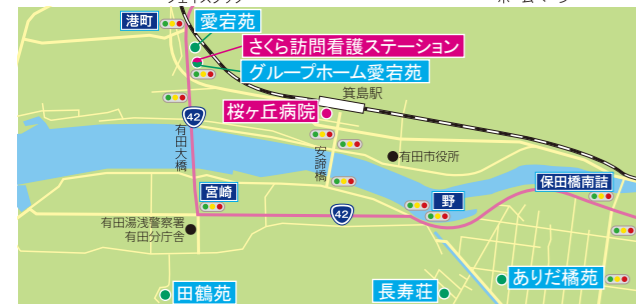 港町
愛宕苑
さくら訪問看護ステーション
グループホーム愛宕苑
箕島駅
桜ヶ丘病院
42
有田大橋
安諦橋
有田市役所
保田橋南詰
宮崎
野
42
有田湯浅警察署
有田分庁舎
ありだ橘苑
田鶴苑
長寿荘